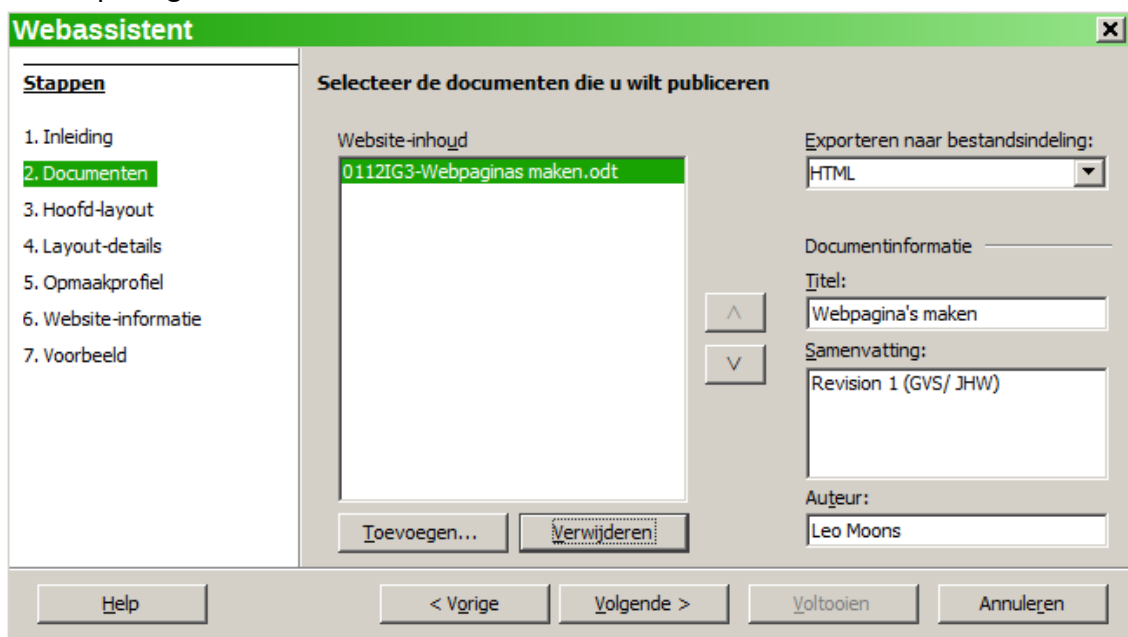 Webassistent
Stappen
1. Inleiding
2. Documenten
3. Hoofd-layout
4. Layout-details
5. Opmaakprofiel
6. Website-informatie
7. Voorbeeld
Selecteer de documenten die u wilt publiceren
Website-inhoud
0112IG3-Webpaginas maken.odt
Toevoegen...
Verwijderen
Exporteren naar bestandsindeling:
HTML
Documentinformatie
Titel:
Webpagina's maken
Samenvatting:
Revision 1 (GVS/ JHW)
Auteur:
Leo Moons
Help
< Vorige
Volgende >
Voltooien
Annuleren